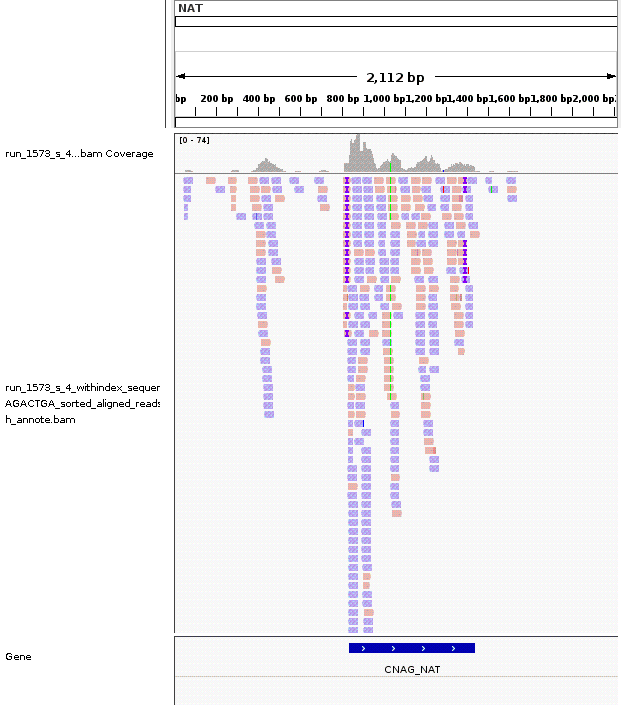 NAT
2,112 bp
bp 200 bp 400 bp 600 bp 800 bp 1,000 bp 1,200 bp 1,400 bp 1,600 bp 1,800 bp 2,000 bp
[0 - 74]
run_1573_s_4...bam Coverage
run_1573_s_4_withindex_sequer
AGACTGA_sorted_aligned_reads
h_annote.bam
Gene
CNAG_NAT